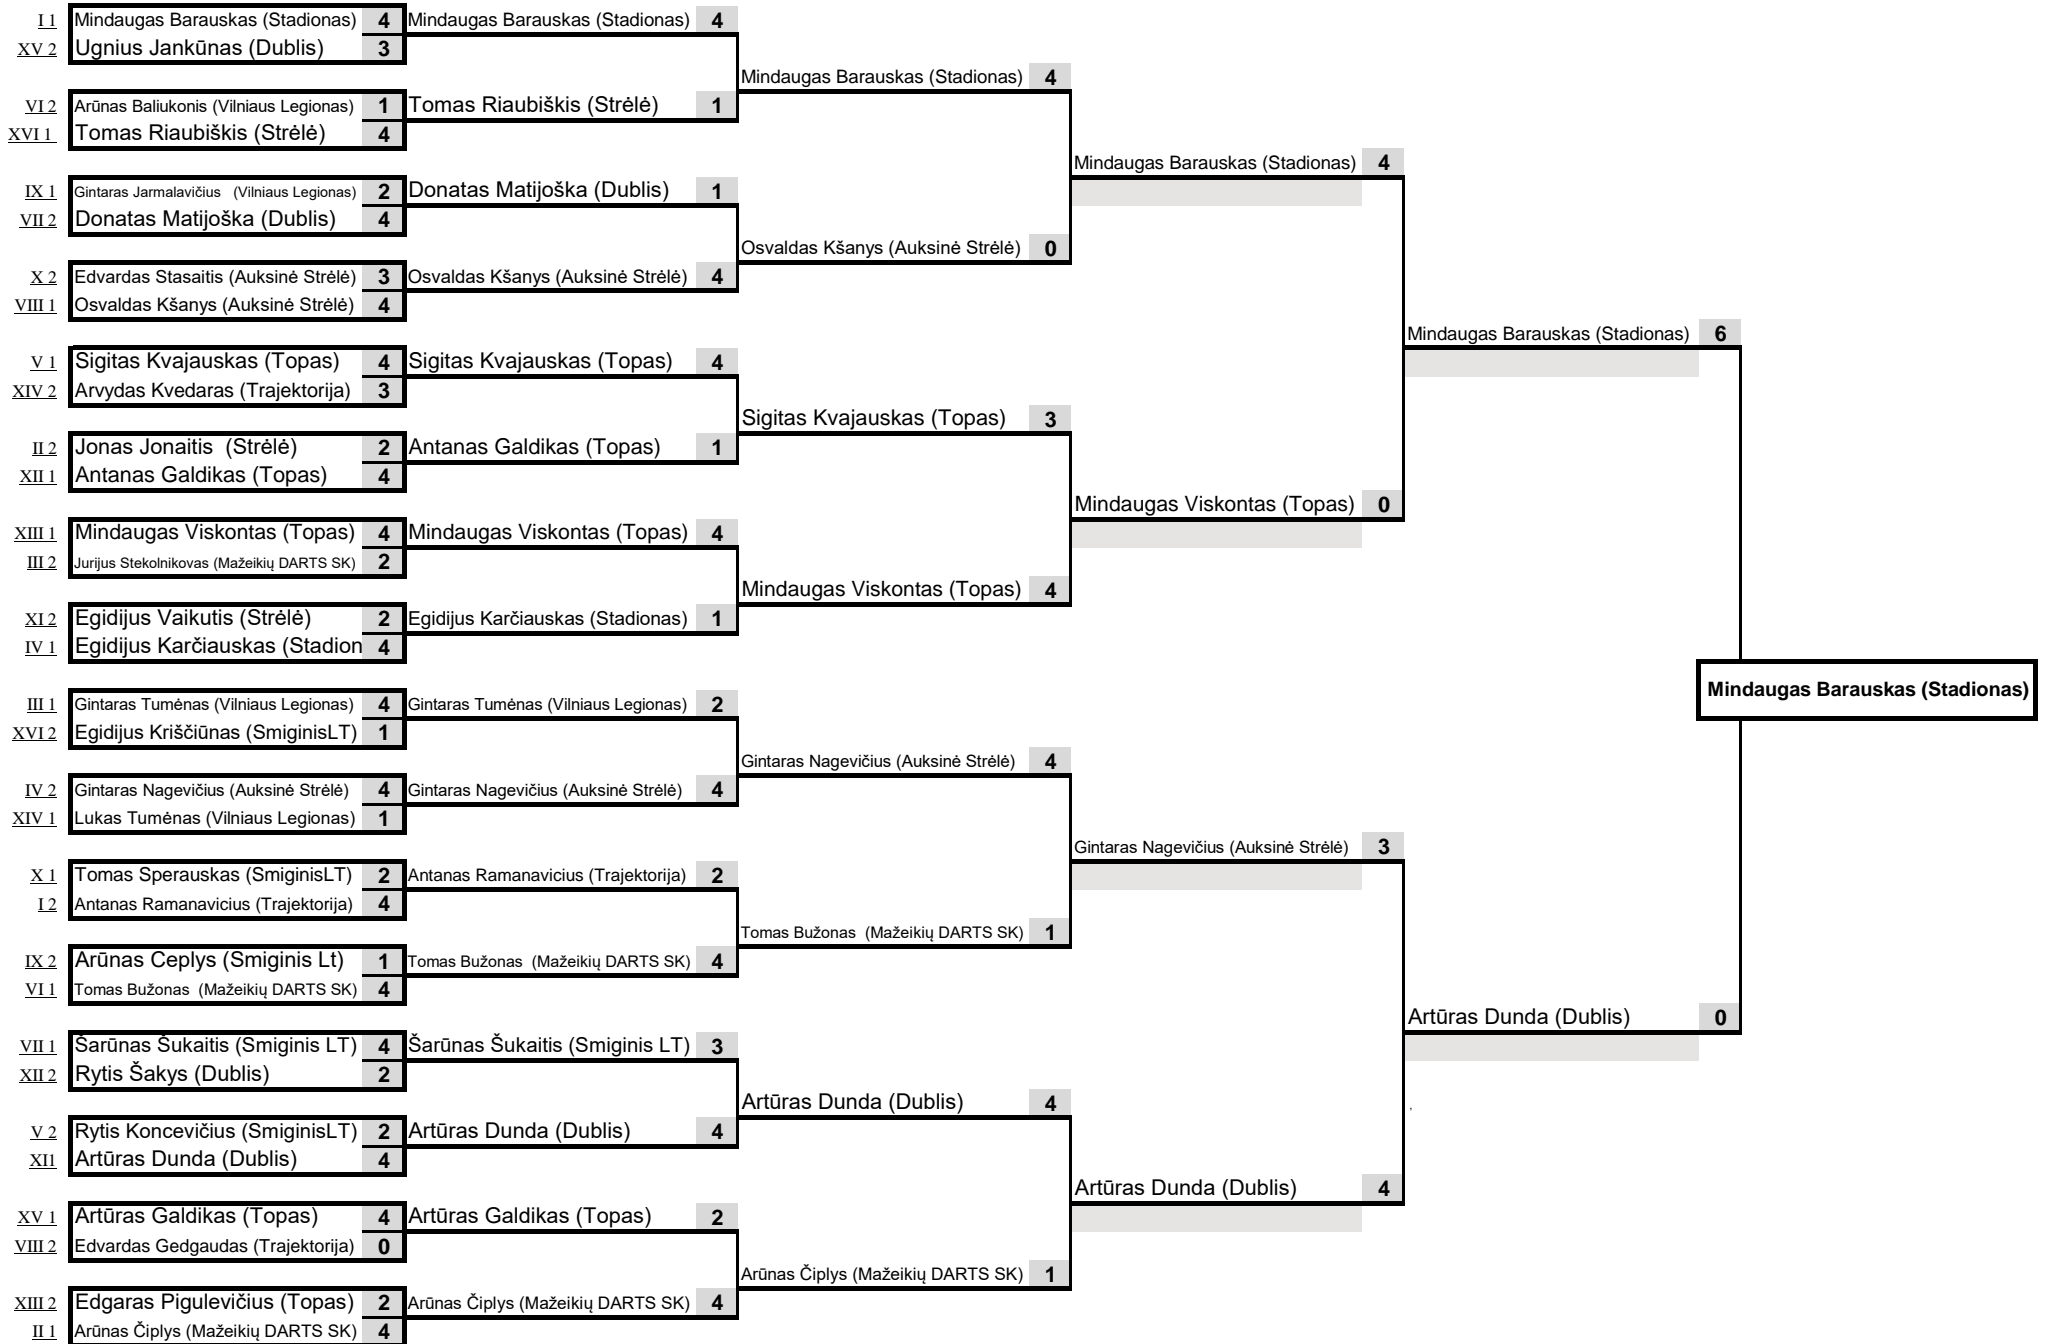 I 1 Mindaugas Barauskas (Stadionas) 4 Mindaugas Barauskas (Stadionas) 4
XV 2 Ugnius Jankūnas (Dublis) 3
Mindaugas Barauskas (Stadionas) 4
VI 2 Arūnas Baliukonis (Vilniaus Legionas) 1 Tomas Riaubiškis (Strėlė) 1
XVI 1 Tomas Riaubiškis (Strėlė) 4
Mindaugas Barauskas (Stadionas) 4
IX 1 Gintaras Jarmalavičius (Vilniaus Legionas) 2 Donatas Matijoška (Dublis) 1
VII 2 Donatas Matijoška (Dublis) 4
Osvaldas Kšanys (Auksinė Strėlė) 0
X 2 Edvardas Stasaitis (Auksinė Strėlė) 3 Osvaldas Kšanys (Auksinė Strėlė) 4
VIII 1 Osvaldas Kšanys (Auksinė Strėlė) 4
Mindaugas Barauskas (Stadionas) 6
V 1 Sigitas Kvajauskas (Topas) 4 Sigitas Kvajauskas (Topas) 4
XIV 2 Arvydas Kvedaras (Trajektorija) 3
Sigitas Kvajauskas (Topas) 3
II 2 Jonas Jonaitis (Strėlė) 2 Antanas Galdikas (Topas) 1
XII 1 Antanas Galdikas (Topas) 4
Mindaugas Viskontas (Topas) 0
XIII 1 Mindaugas Viskontas (Topas) 4 Mindaugas Viskontas (Topas) 4
III 2 Jurijus Stekolnikovas (Mažeikių DARTS SK) 2
Mindaugas Viskontas (Topas) 4
XI 2 Egidijus Vaikutis (Strėlė) 2 Egidijus Karčiauskas (Stadionas) 1
IV 1 Egidijus Karčiauskas (Stadion 4
Mindaugas Barauskas (Stadionas)
III 1 Gintaras Tumėnas (Vilniaus Legionas) 4 Gintaras Tumėnas (Vilniaus Legionas) 2
XVI 2 Egidijus Kriščiūnas (SmiginisLT) 1
Gintaras Nagevičius (Auksinė Strėlė) 4
IV 2 Gintaras Nagevičius (Auksinė Strėlė) 4 Gintaras Nagevičius (Auksinė Strėlė) 4
XIV 1 Lukas Tumėnas (Vilniaus Legionas) 1
Gintaras Nagevičius (Auksinė Strėlė) 3
X 1 Tomas Sperauskas (SmiginisLT) 2 Antanas Ramanavicius (Trajektorija) 2
I 2 Antanas Ramanavicius (Trajektorija) 4
Tomas Bužonas (Mažeikių DARTS SK) 1
IX 2 Arūnas Ceplys (Smiginis Lt) 1 Tomas Bužonas (Mažeikių DARTS SK) 4
VI 1 Tomas Bužonas (Mažeikių DARTS SK) 4
Artūras Dunda (Dublis) 0
VII 1 Šarūnas Šukaitis (Smiginis LT) 4 Šarūnas Šukaitis (Smiginis LT) 3
XII 2 Rytis Šakys (Dublis) 2
Artūras Dunda (Dublis) 4
V 2 Rytis Koncevičius (SmiginisLT) 2 Artūras Dunda (Dublis) 4
XI1 Artūras Dunda (Dublis) 4
Artūras Dunda (Dublis) 4
XV 1 Artūras Galdikas (Topas) 4 Artūras Galdikas (Topas) 2
VIII 2 Edvardas Gedgaudas (Trajektorija) 0
Arūnas Čiplys (Mažeikių DARTS SK) 1
XIII 2 Edgaras Pigulevičius (Topas) 2 Arūnas Čiplys (Mažeikių DARTS SK) 4
II 1 Arūnas Čiplys (Mažeikių DARTS SK) 4